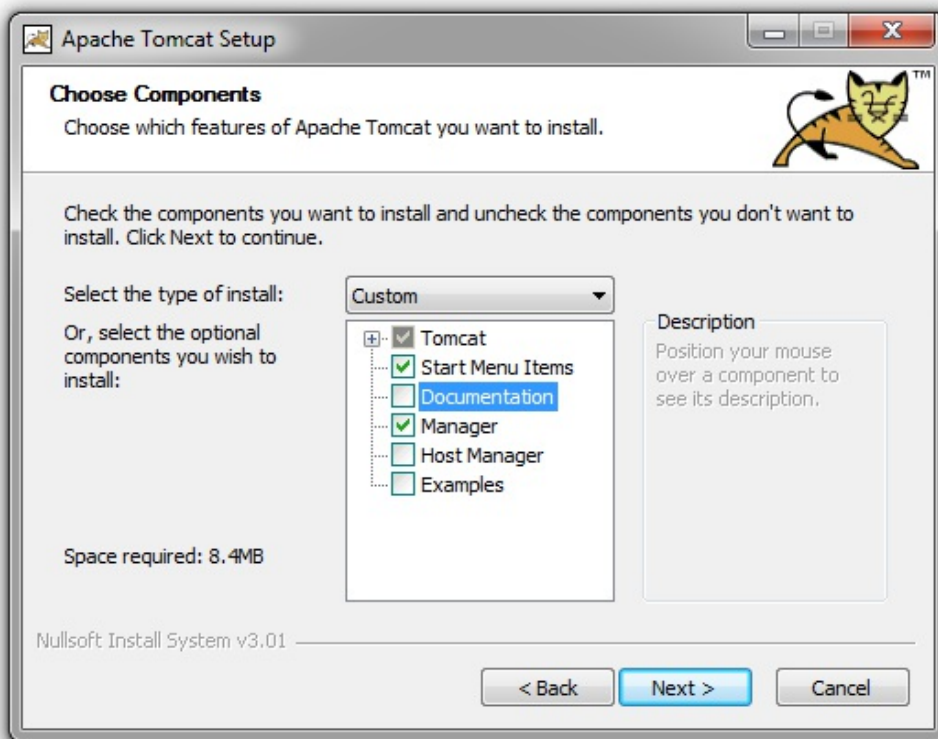 Apache Tomcat Setup
Choose Components
Choose which features of Apache Tomcat you want to install.
TM
Check the components you want to install and uncheck the components you don't want to
install. Click Next to continue.
Select the type of install:
Custom
Or, select the optional
components you wish to
install:
Tomcat
Start Menu Items
Documentation
Manager
Host Manager
Examples
Description
Position your mouse
over a component to
see its description.
Space required: 8.4MB
Nullsoft Install System v3.01
< Back
Next >
Cancel